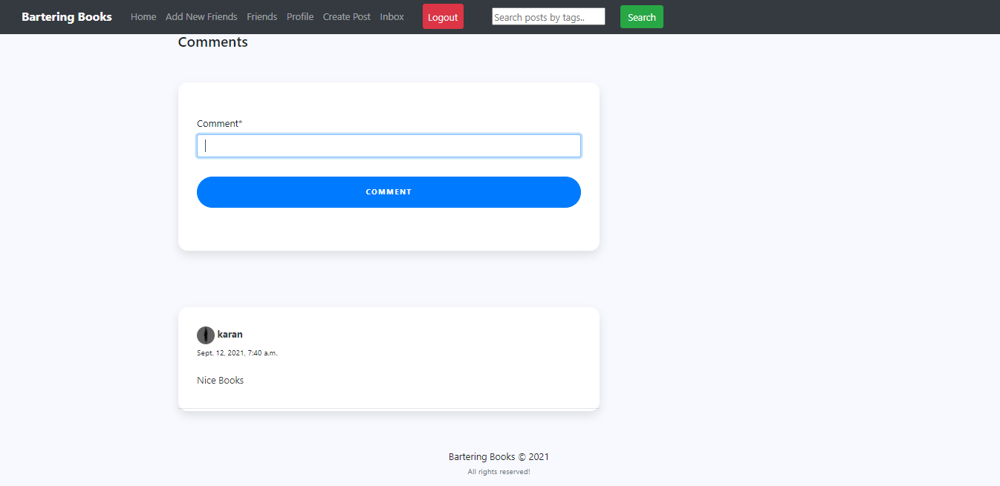 Bartering Books Home Add New Friends Friends Profile Create Post Inbox Logout Search posts by tags.. Search
Comments
Comment*
COMMENT
karan
Sept. 12, 2021, 7:40 a.m.
Nice Books
Bartering Books © 2021
All rights reserved!